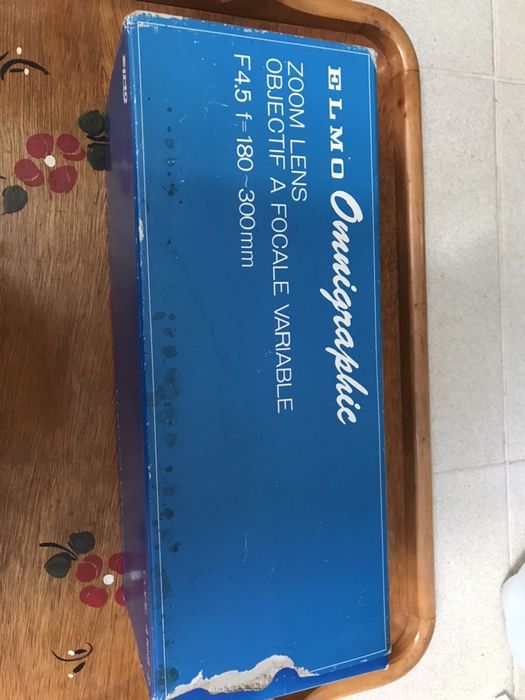 ELMO Omnigraphic
ZOOM LENS
OBJECTIF A FOCALE VARIABLE
F4.5 f=180~300mm